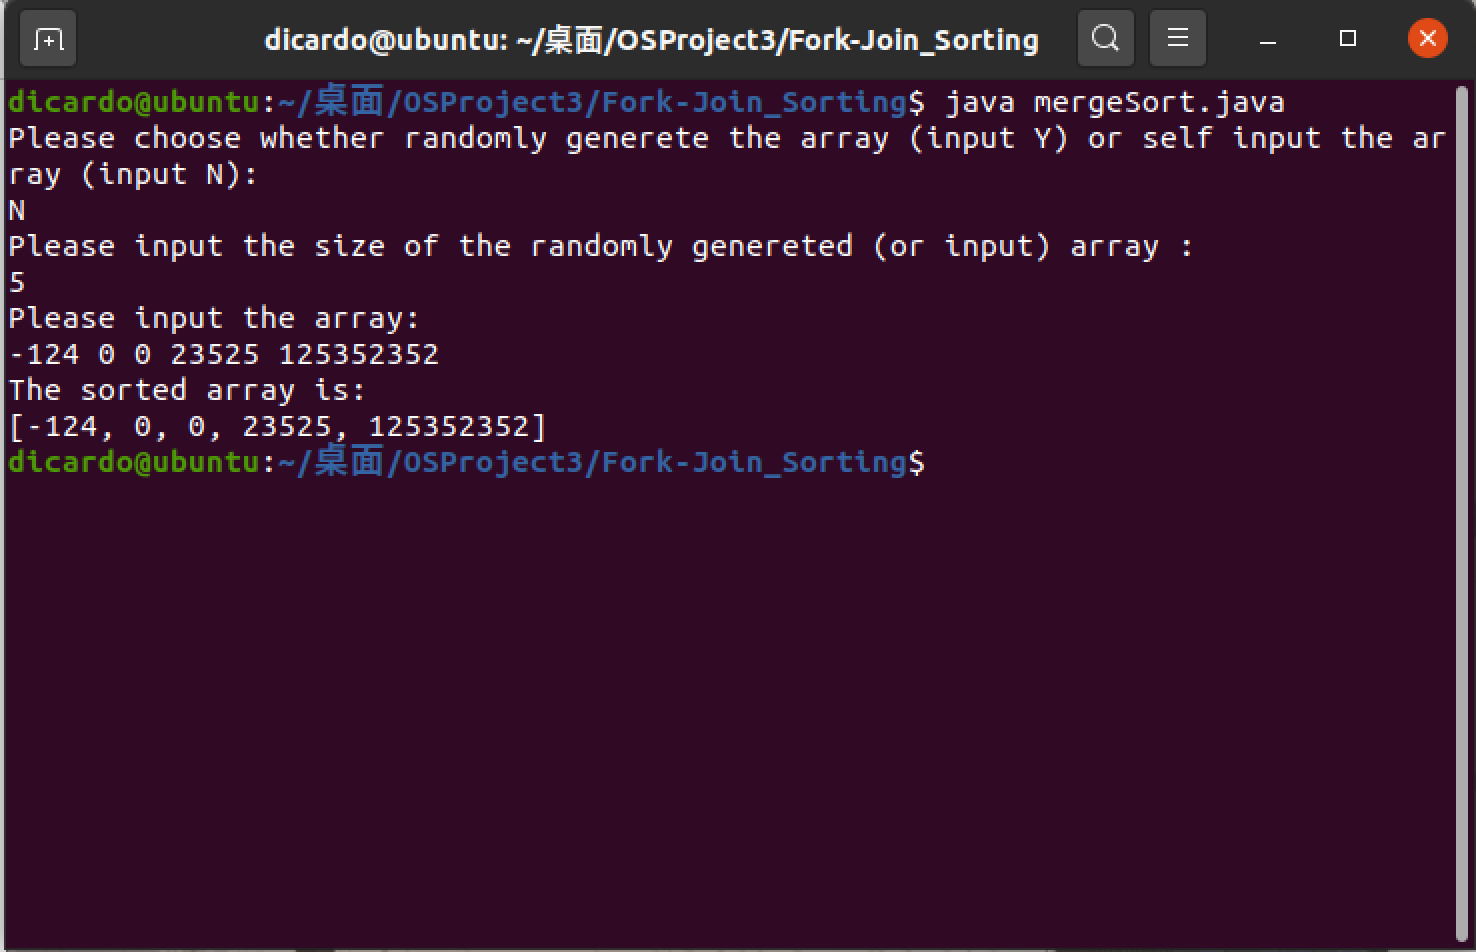 dicardo@ubuntu: ~/桌面/OSProject3/Fork-Join_Sorting
dicardo@ubuntu:~/桌面/OSProject3/Fork-Join_Sorting$ java mergeSort.java
Please choose whether randomly generete the array (input Y) or self input the ar
ray (input N):
N
Please input the size of the randomly genereted (or input) array :
5
Please input the array:
-124 0 0 23525 125352352
The sorted array is:
[-124, 0, 0, 23525, 125352352]
dicardo@ubuntu:~/桌面/OSProject3/Fork-Join_Sorting$